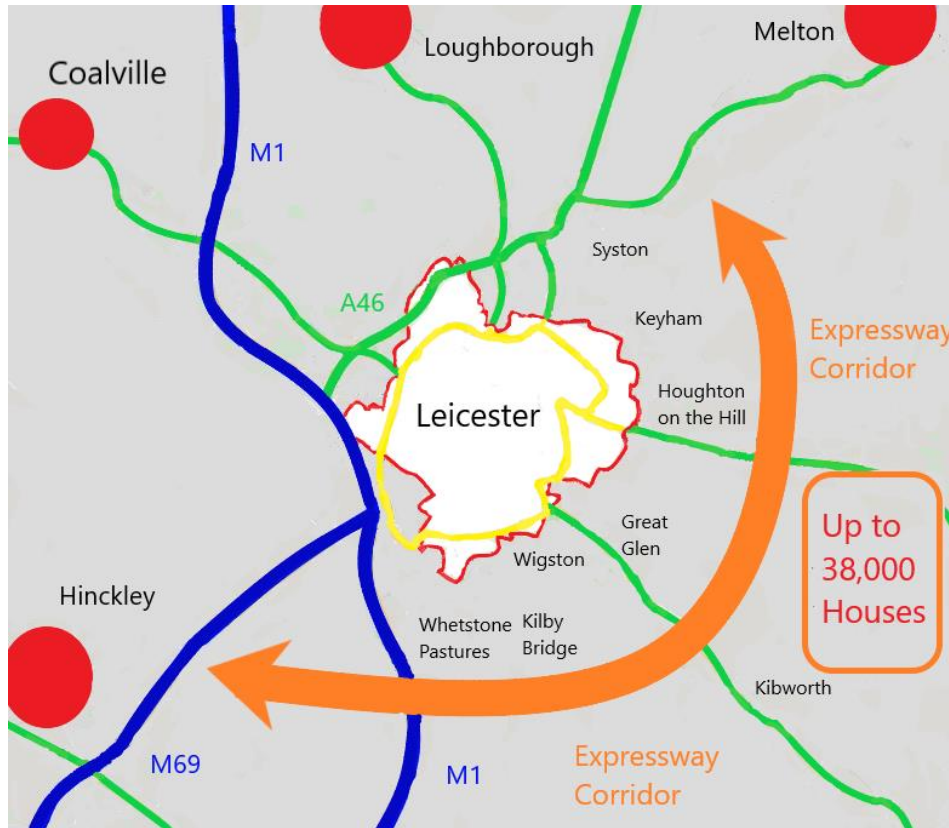 Loughborough
Melton
Coalville
M1
Syston
A46
Keyham
Expressway
Corridor
Houghton
on the Hill
Leicester
Up to
38,000
Houses
Great
Glen
Wigston
Hinckley
Whetstone
Pastures
Kilby
Bridge
Kibworth
M69
M1
Expressway
Corridor